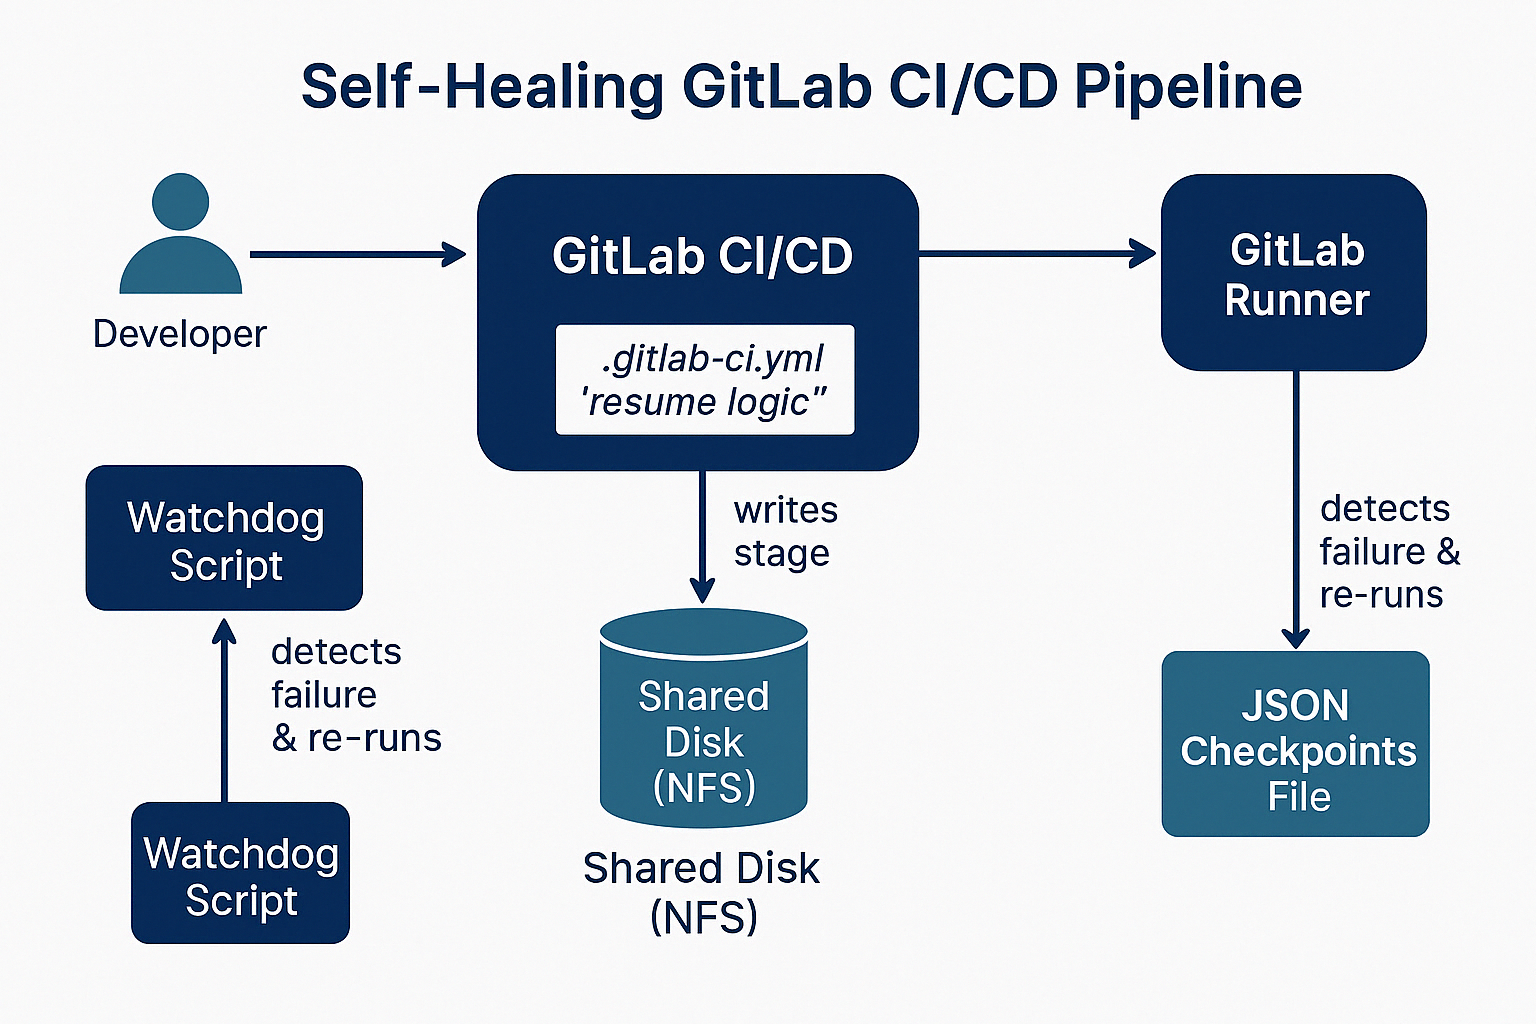 Self-Healing GitLab CI/CD Pipeline
Developer
GitLab CI/CD
.ditlab-ci.yml
'resume logic"
GitLab
Runner
Watchdog
Script
detects
failure
& re-runs
Watchdog
Script
writes
stage
Shared
Disk
(NFS)
Shared Disk
(NFS)
detects
failure &
re-runs
JSON
Checkpoints
File